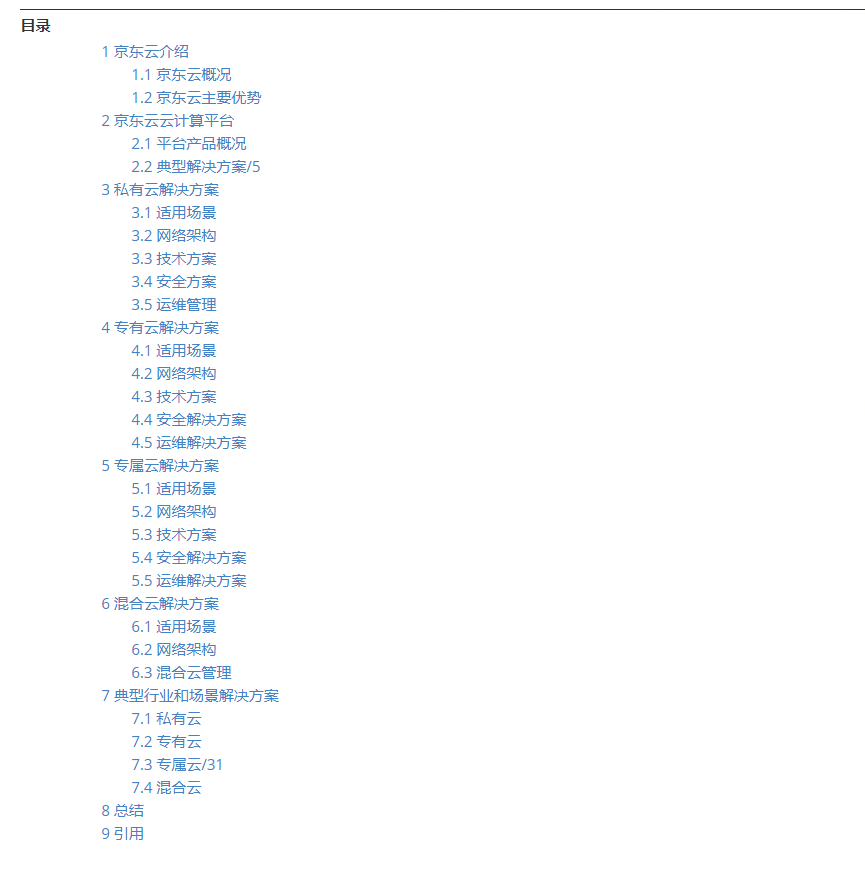 目录
1 京东云介绍
1.1 京东云概况
1.2 京东云主要优势
2 京东云云计算平台
2.1 平台产品概况
2.2 典型解决方案/5
3 私有云解决方案
3.1 适用场景
3.2 网络架构
3.3 技术方案
3.4 安全方案
3.5 运维管理
4 专有云解决方案
4.1 适用场景
4.2 网络架构
4.3 技术方案
4.4 安全解决方案
4.5 运维解决方案
5 专属云解决方案
5.1 适用场景
5.2 网络架构
5.3 技术方案
5.4 安全解决方案
5.5 运维解决方案
6 混合云解决方案
6.1 适用场景
6.2 网络架构
6.3 混合云管理
7 典型行业和场景解决方案
7.1 私有云
7.2 专有云
7.3 专属云/31
7.4 混合云
8 总结
9 引用